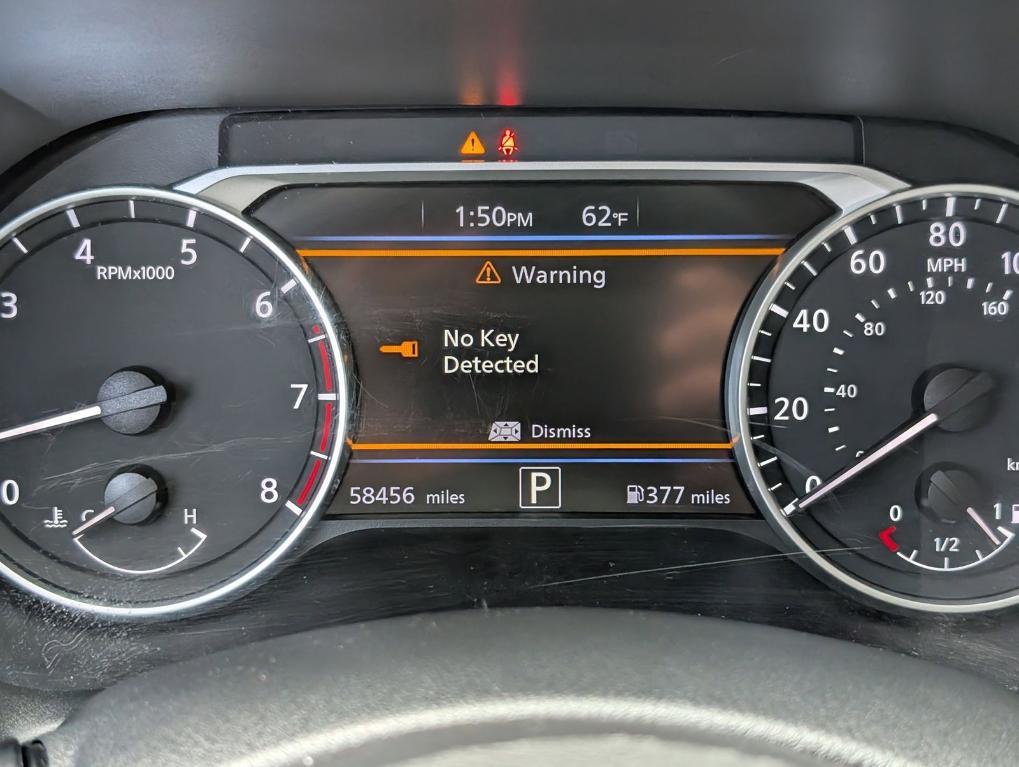 1:50PM 62°F
Warning
No Key
Detected
Dismiss
58456 miles
P
377 miles
3
4
5
6
7
8
0
RPMx1000
C
H
0
20
40
60
80
MPH
40
80
120
160
0
1/2
1